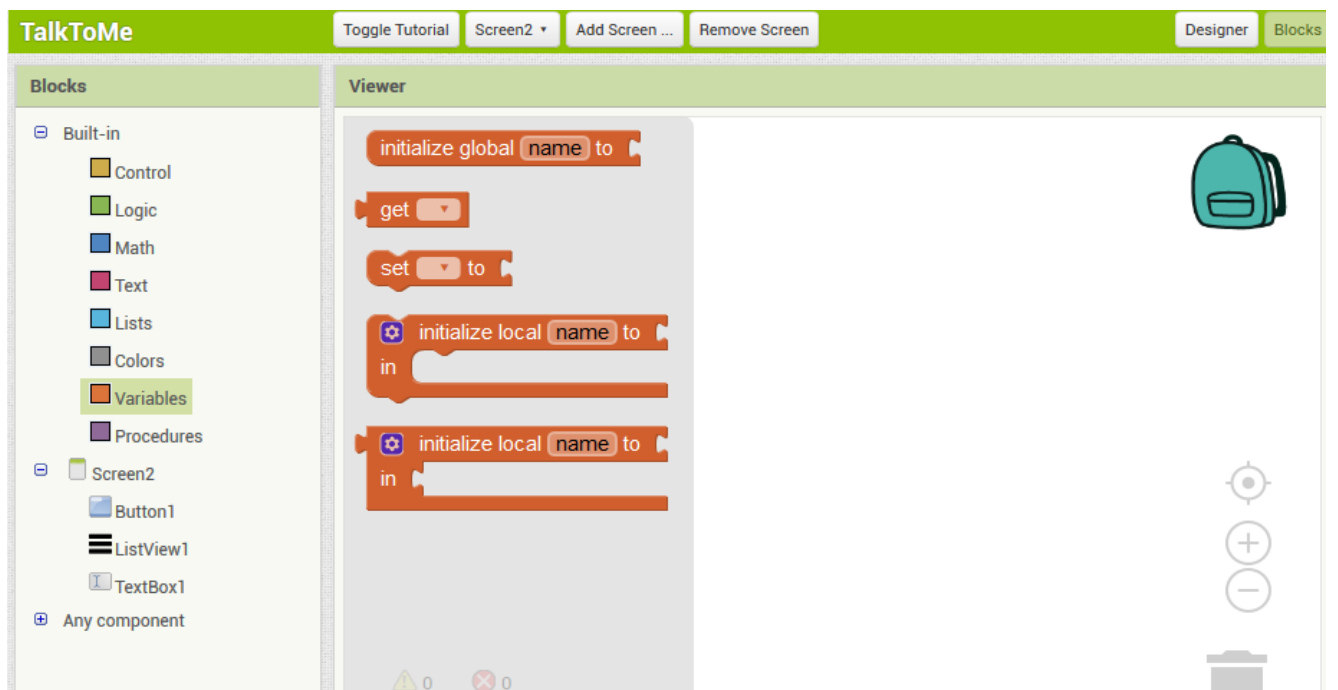 TalkToMe
Toggle Tutorial
Screen2
Add Screen ...
Remove Screen
Designer
Blocks
Blocks
Built-in
Control
Logic
Math
Text
Lists
Colors
Variables
Procedures
Screen2
Button1
ListView1
TextBox1
Any component
Viewer
initialize global name to
get
set to
initialize local name to
in
initialize local name to
in
0
0